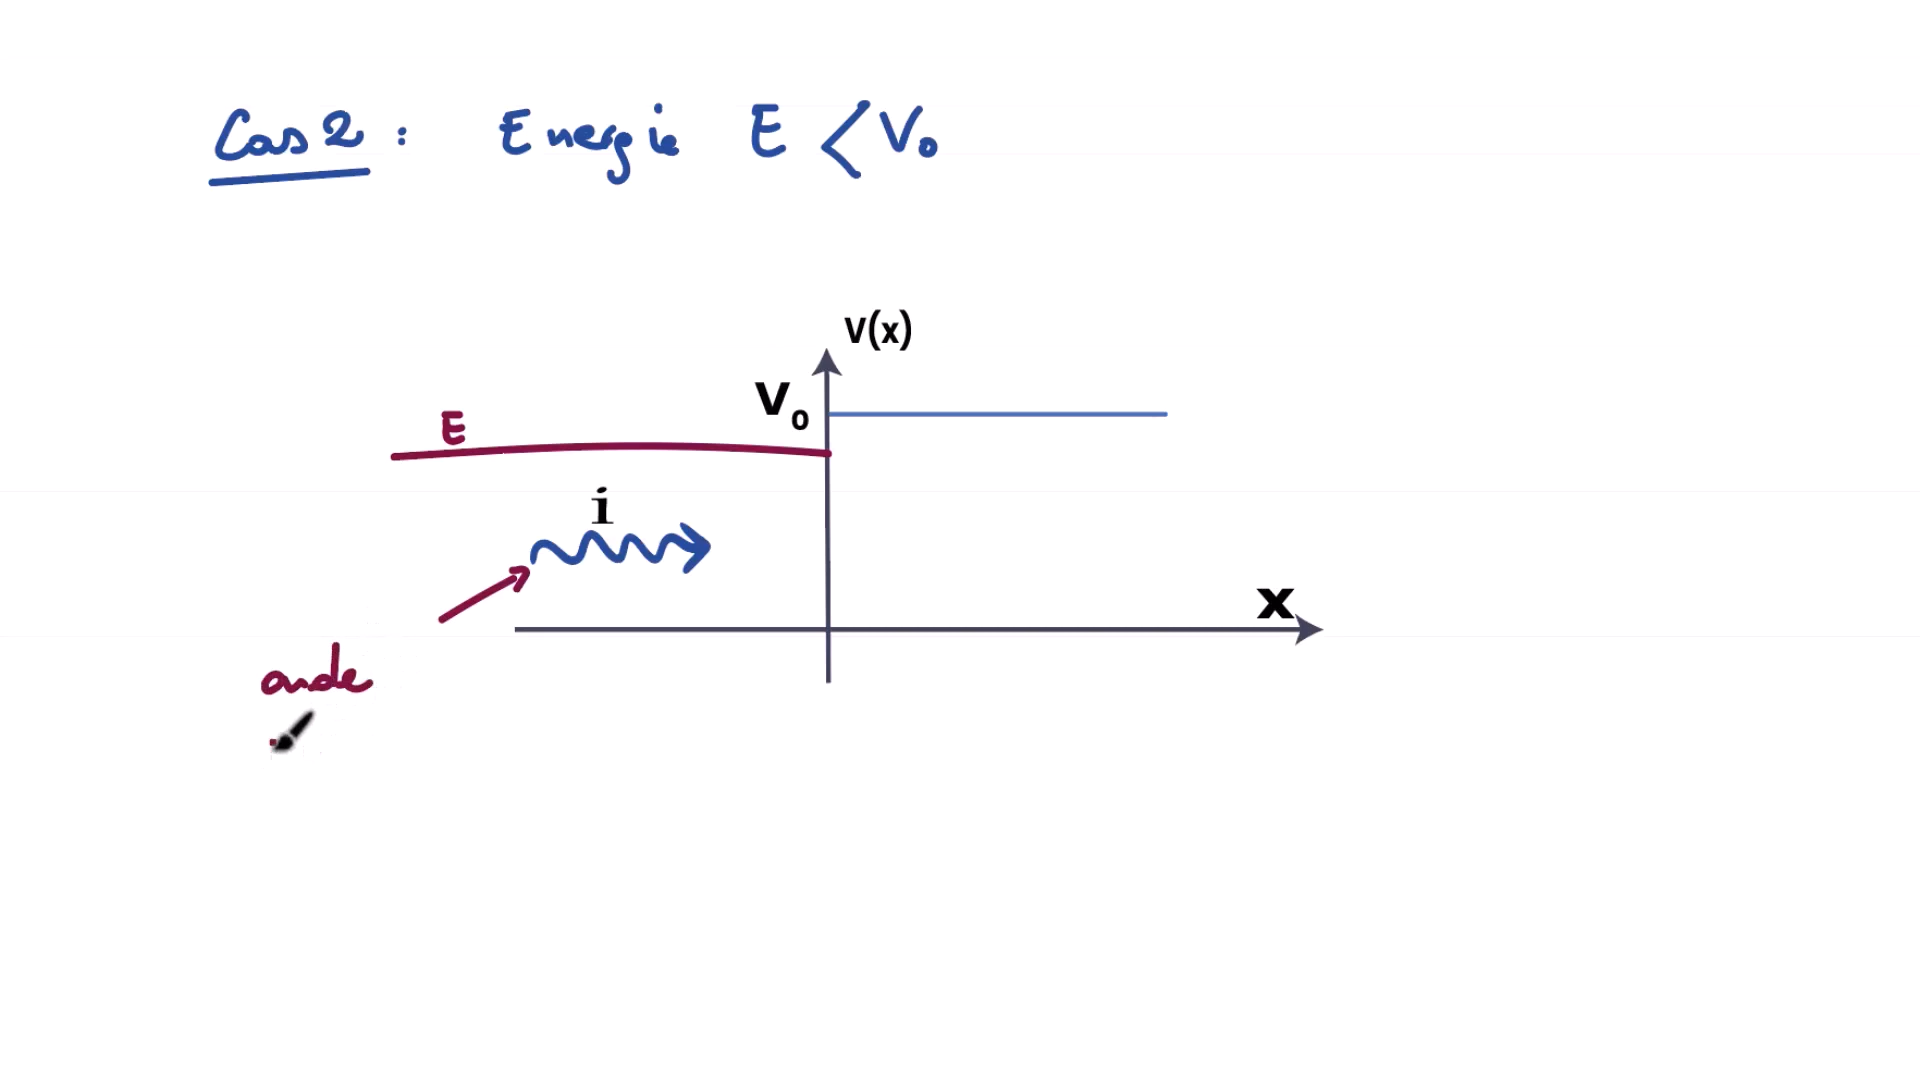 Cas 2 : Energie E < V₀
V(x)
V₀
E
i
x
onde